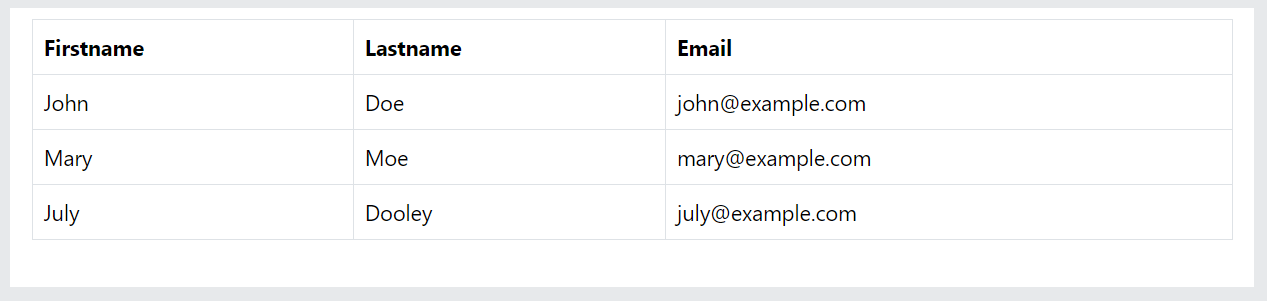 Firstname Lastname Email
John Doe john@example.com
Mary Moe mary@example.com
July Dooley july@example.com